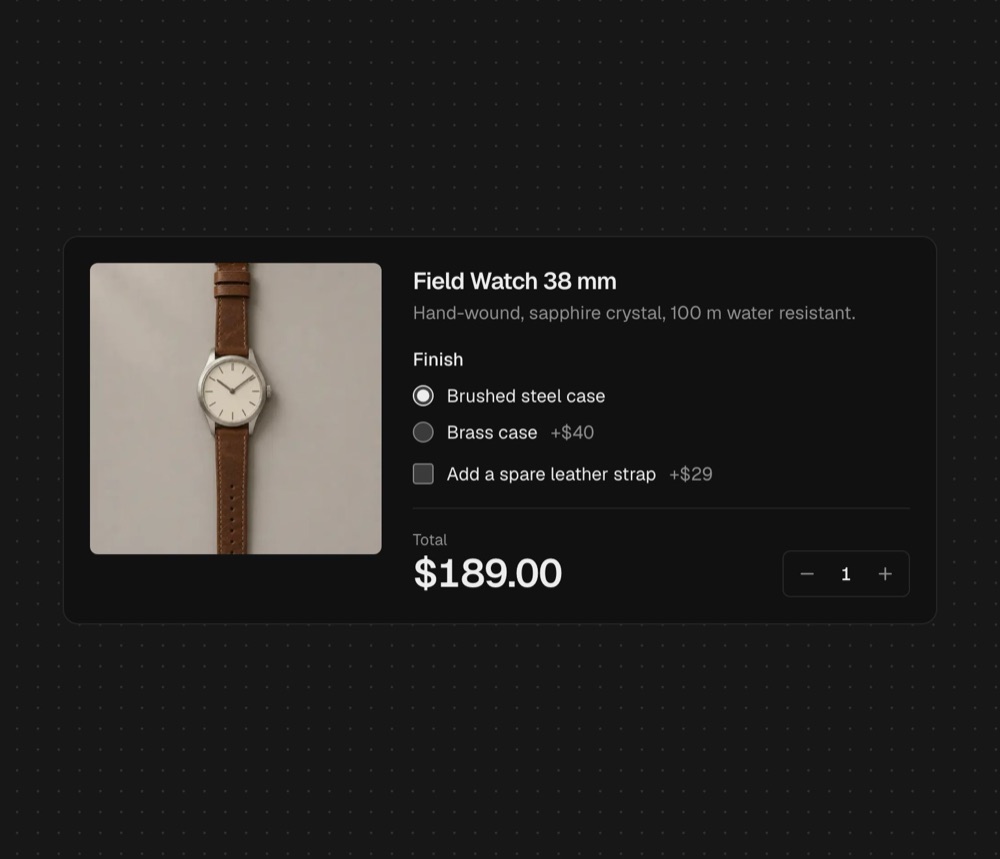 Field Watch 38 mm
Hand-wound, sapphire crystal, 100 m water resistant.
Finish
Brushed steel case
Brass case +$40
Add a spare leather strap +$29
Total
$189.00
− 1 +